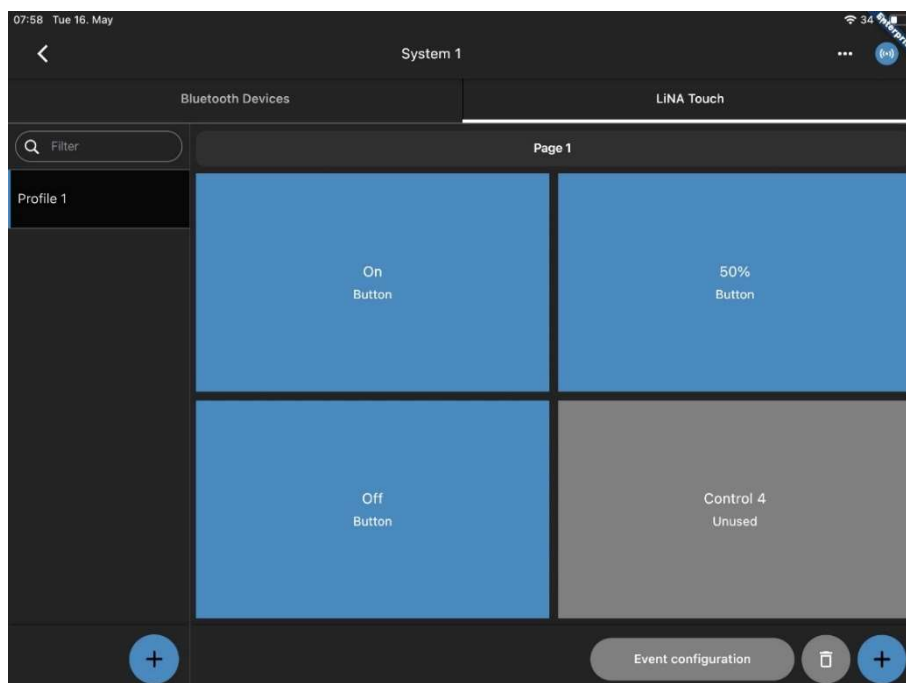 07:58 Tue 16. May
34
System 1
Bluetooth Devices
LiNA Touch
Filter
Page 1
Profile 1
On
Button
50%
Button
Off
Button
Control 4
Unused
Event configuration